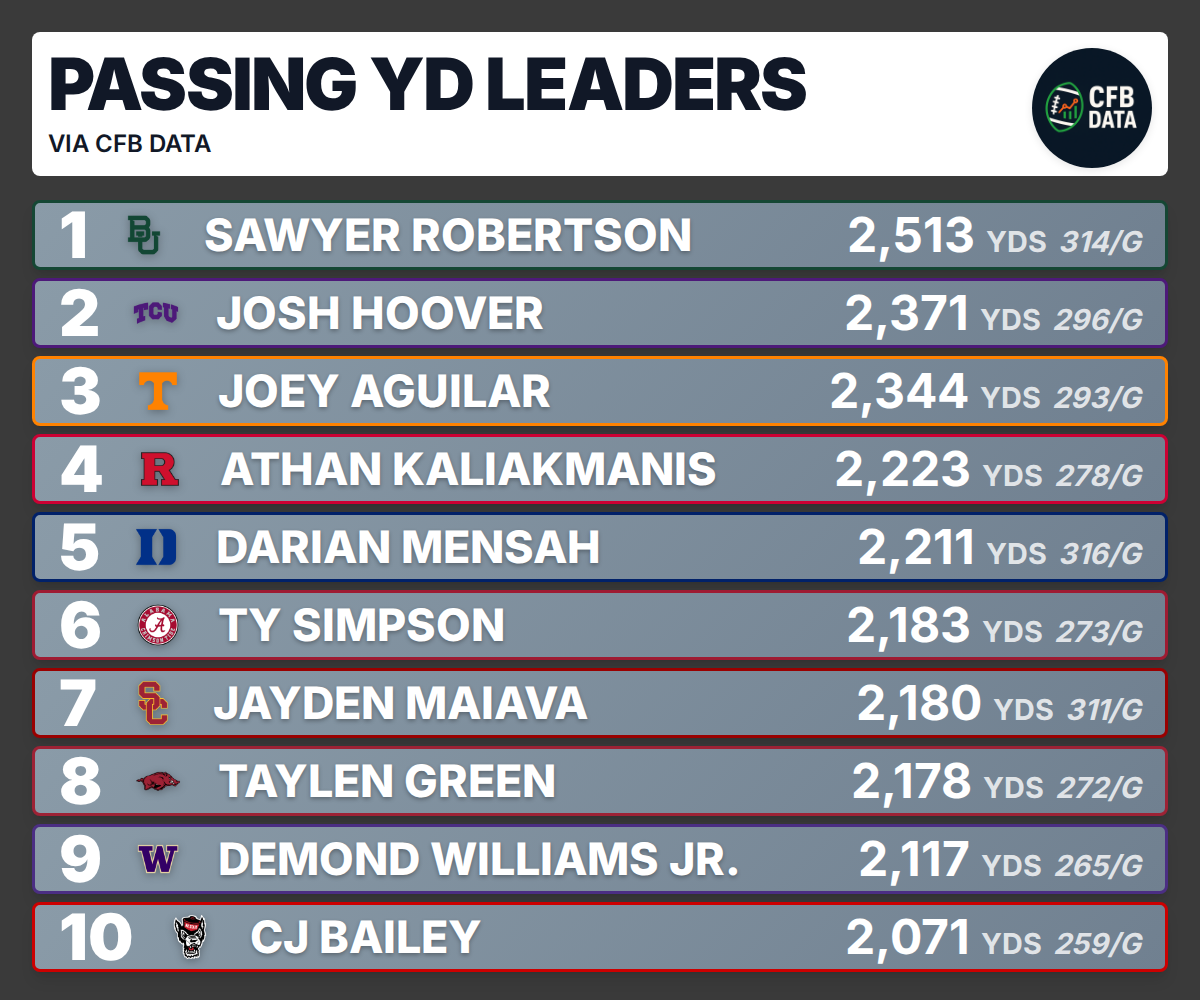 PASSING YD LEADERS
VIA CFB DATA
CFB
DATA
1 BU SAWYER ROBERTSON 2,513 YDS 314/G
2 TCU JOSH HOOVER 2,371 YDS 296/G
3 T JOEY AGUILAR 2,344 YDS 293/G
4 R ATHAN KALIAKMANIS 2,223 YDS 278/G
5 D DARIAN MENSAH 2,211 YDS 316/G
6 A TY SIMPSON 2,183 YDS 273/G
7 SC JAYDEN MAIAVA 2,180 YDS 311/G
8 TAYLEN GREEN 2,178 YDS 272/G
9 W DEMOND WILLIAMS JR. 2,117 YDS 265/G
10 CJ BAILEY 2,071 YDS 259/G